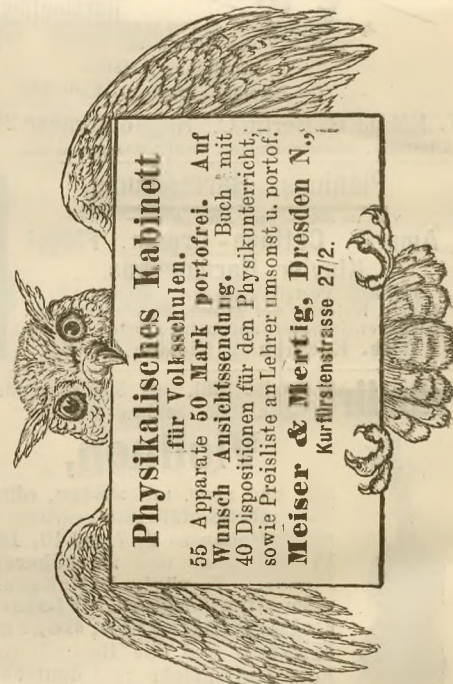 Physikalisches Kabinett
für Volksschulen.
55 Apparate 50 Mark portofrei. Auf
Wunsch Ansichtssendung. Buch mit
40 Dispositionen für den Physikunterricht,
sowie Preisliste an Lehrer umsonst u. portof.
Meiser & Mertig, Dresden N.,
Kurfürstenstrasse 27/2.